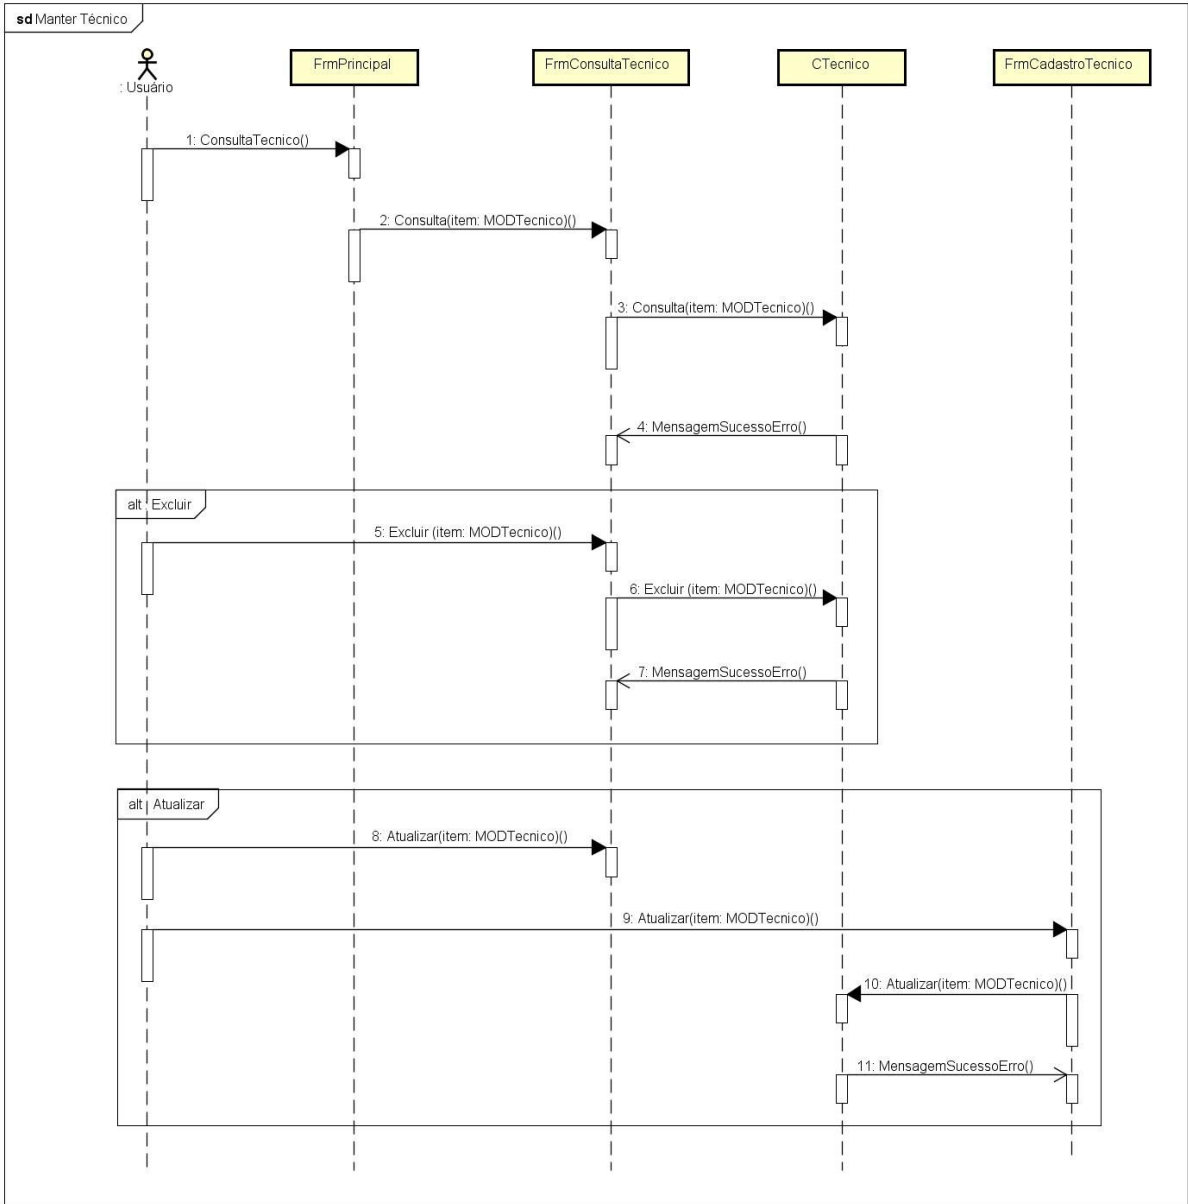 sd Manter Técnico
: Usuário
FrmPrincipal
FrmConsultaTecnico
CTecnico
FrmCadastroTecnico
1: ConsultaTecnico()
2: Consulta(item: MODTecnico)()
3: Consulta(item: MODTecnico)()
4: MensagemSucessoErro()
alt : Excluir
5: Excluir (item: MODTecnico)()
6: Excluir (item: MODTecnico)()
7: MensagemSucessoErro()
alt : Atualizar
8: Atualizar(item: MODTecnico)()
9: Atualizar(item: MODTecnico)()
10: Atualizar(item: MODTecnico)()
11: MensagemSucessoErro()